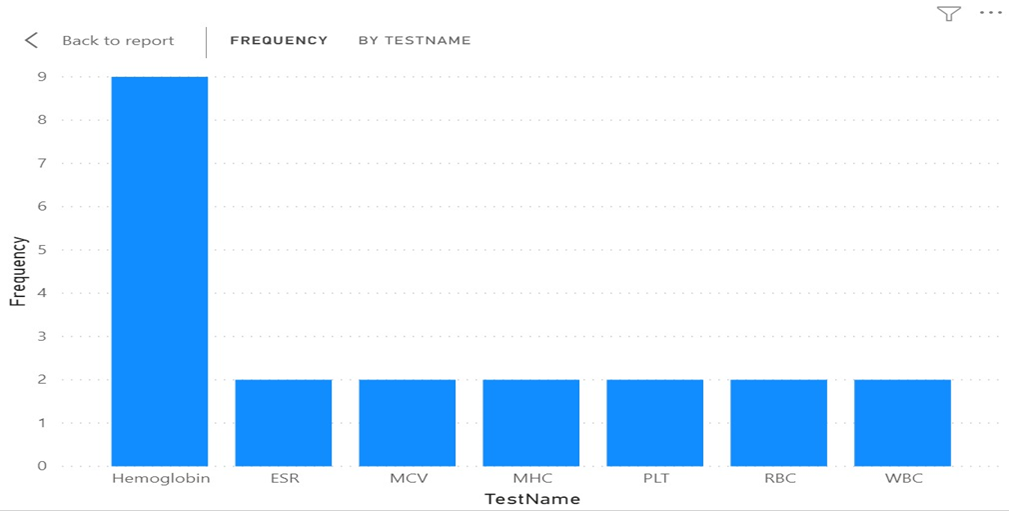 Back to report
FREQUENCY BY TESTNAME
9
8
7
6
5
4
3
2
1
0
Frequency
Hemoglobin ESR MCV MHC PLT RBC WBC
TestName